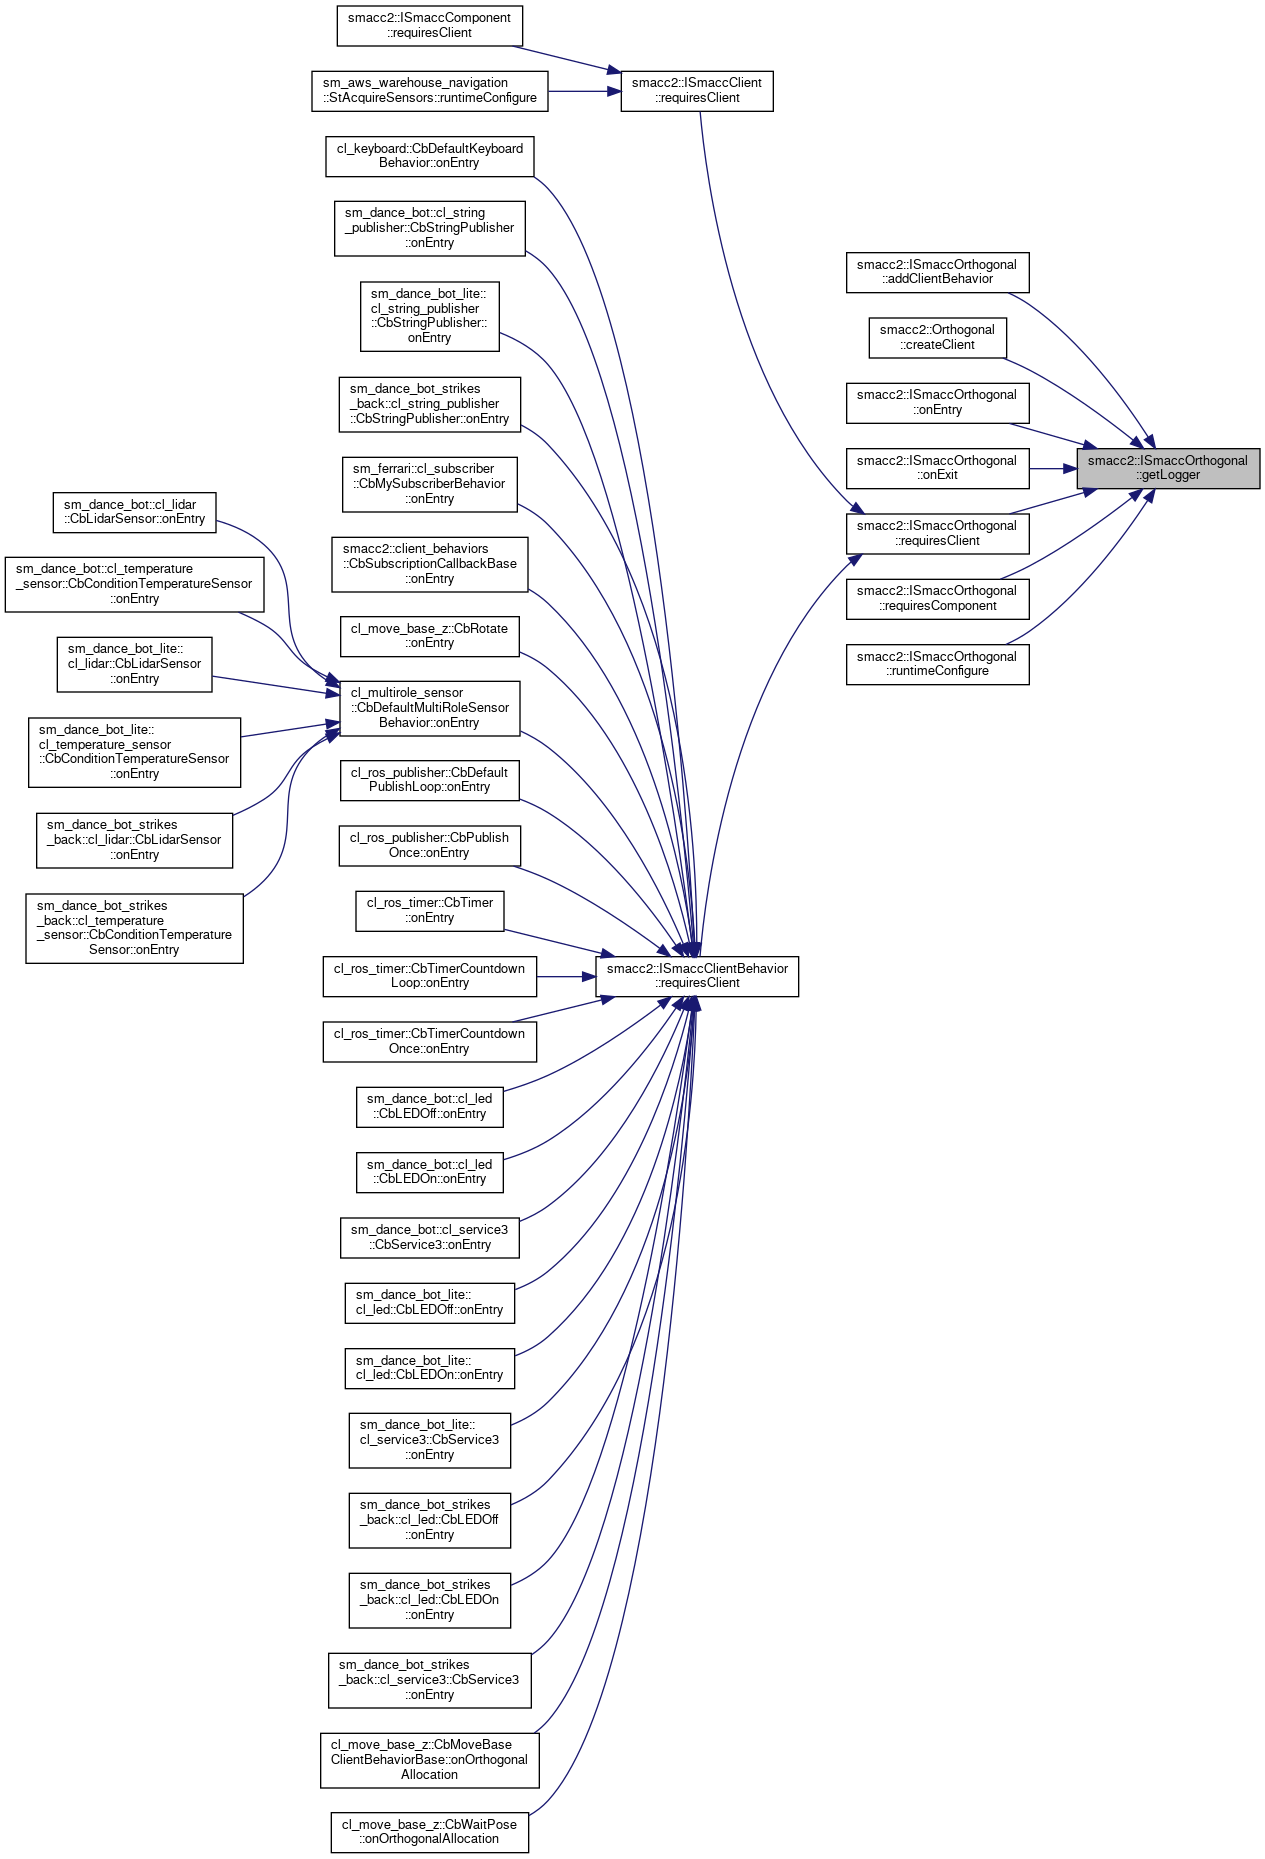 smacc2::ISmaccComponent
::requiresClient
sm_aws_warehouse_navigation
::StAcquireSensors::runtimeConfigure
smacc2::ISmaccClient
::requiresClient
cl_keyboard::CbDefaultKeyboard
Behavior::onEntry
sm_dance_bot::cl_string
_publisher::CbStringPublisher
::onEntry
sm_dance_bot_lite::
cl_string_publisher
::CbStringPublisher::
onEntry
sm_dance_bot_strikes
_back::cl_string_publisher
::CbStringPublisher::onEntry
sm_ferrari::cl_subscriber
::CbMySubscriberBehavior
::onEntry
smacc2::client_behaviors
::CbSubscriptionCallbackBase
::onEntry
cl_move_base_z::CbRotate
::onEntry
cl_multirole_sensor
::CbDefaultMultiRoleSensor
Behavior::onEntry
cl_ros_publisher::CbDefault
PublishLoop::onEntry
cl_ros_publisher::CbPublish
Once::onEntry
cl_ros_timer::CbTimer
::onEntry
cl_ros_timer::CbTimerCountdown
Loop::onEntry
cl_ros_timer::CbTimerCountdown
Once::onEntry
sm_dance_bot::cl_led
::CbLEDOff::onEntry
sm_dance_bot::cl_led
::CbLEDOn::onEntry
sm_dance_bot::cl_service3
::CbService3::onEntry
sm_dance_bot_lite::
cl_led::CbLEDOff::onEntry
sm_dance_bot_lite::
cl_led::CbLEDOn::onEntry
sm_dance_bot_lite::
cl_service3::CbService3
::onEntry
sm_dance_bot_strikes
_back::cl_led::CbLEDOff
::onEntry
sm_dance_bot_strikes
_back::cl_led::CbLEDOn
::onEntry
sm_dance_bot_strikes
_back::cl_service3::CbService3
::onEntry
cl_move_base_z::CbMoveBase
ClientBehaviorBase::onOrthogonal
Allocation
cl_move_base_z::CbWaitPose
::onOrthogonalAllocation
sm_dance_bot::cl_lidar
::CbLidarSensor::onEntry
sm_dance_bot::cl_temperature
_sensor::CbConditionTemperatureSensor
::onEntry
sm_dance_bot_lite::
cl_lidar::CbLidarSensor
::onEntry
sm_dance_bot_lite::
cl_temperature_sensor
::CbConditionTemperatureSensor
::onEntry
sm_dance_bot_strikes
_back::cl_lidar::CbLidarSensor
::onEntry
sm_dance_bot_strikes
_back::cl_temperature
_sensor::CbConditionTemperature
Sensor::onEntry
smacc2::ISmaccClientBehavior
::requiresClient
smacc2::ISmaccOrthogonal
::addClientBehavior
smacc2::Orthogonal
::createClient
smacc2::ISmaccOrthogonal
::onEntry
smacc2::ISmaccOrthogonal
::onExit
smacc2::ISmaccOrthogonal
::requiresClient
smacc2::ISmaccOrthogonal
::requiresComponent
smacc2::ISmaccOrthogonal
::runtimeConfigure
smacc2::ISmaccOrthogonal
::getLogger